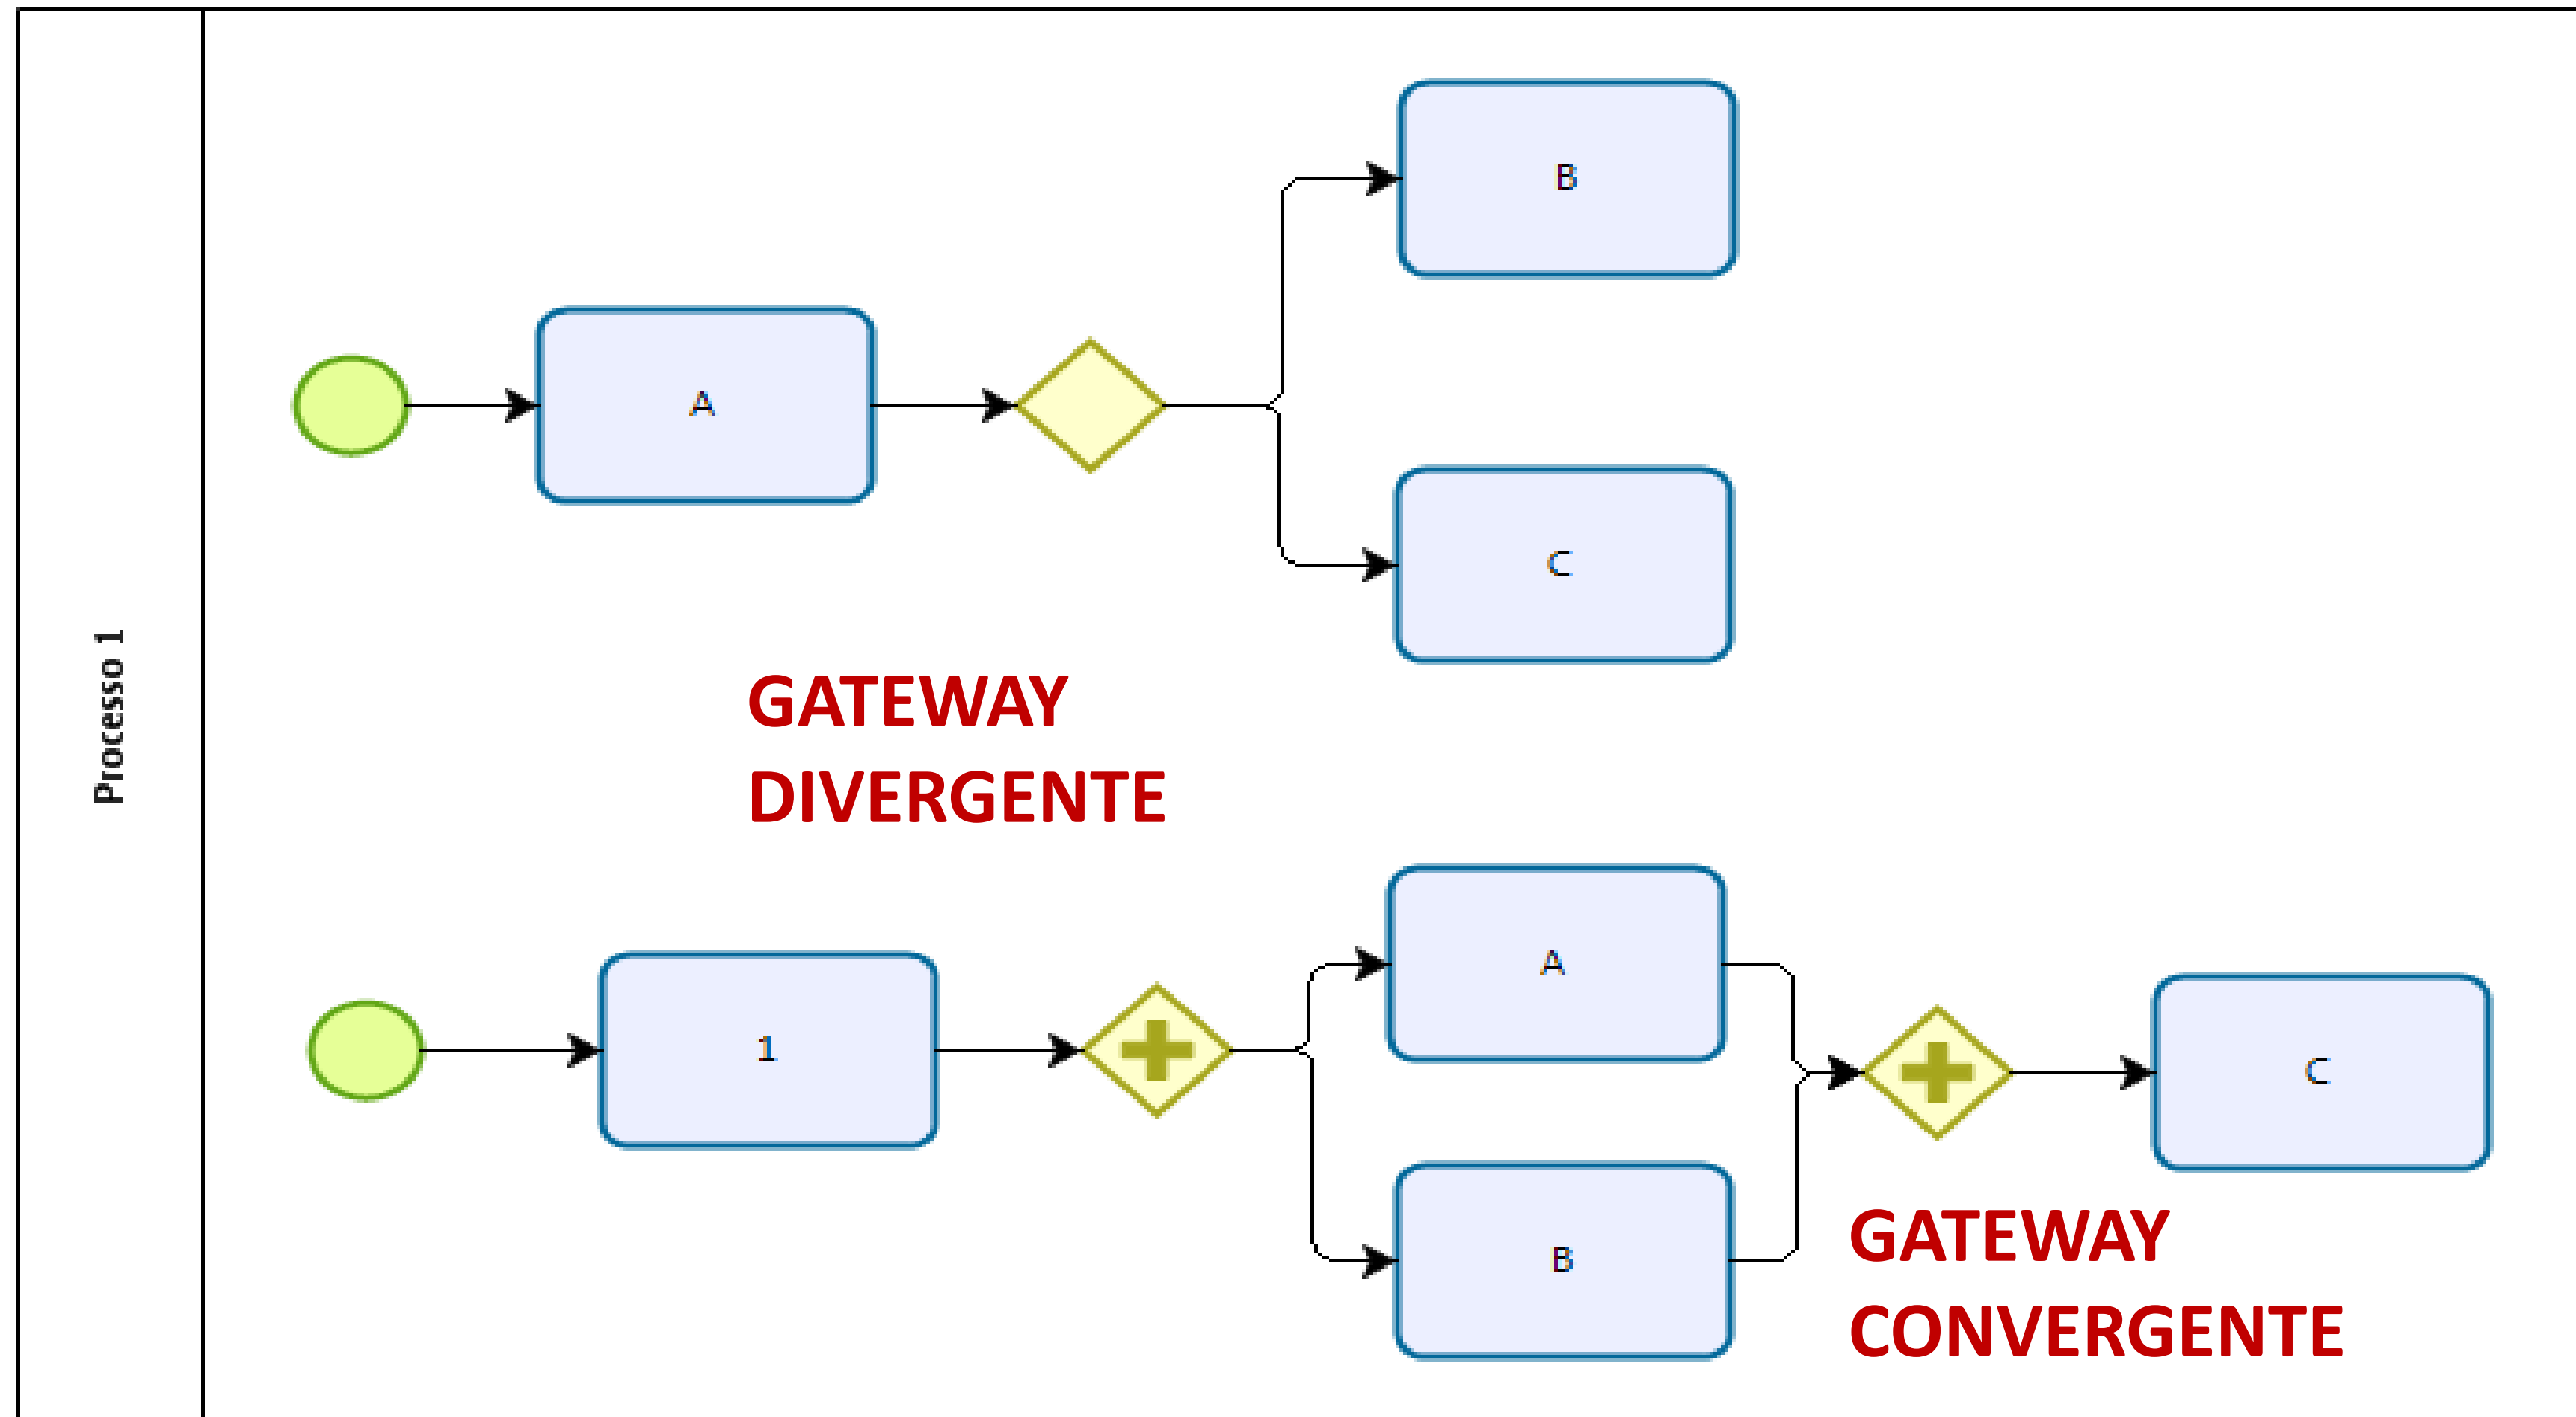 Processo 1
B
A
C
GATEWAY
DIVERGENTE
A
1
C
B
GATEWAY
CONVERGENTE